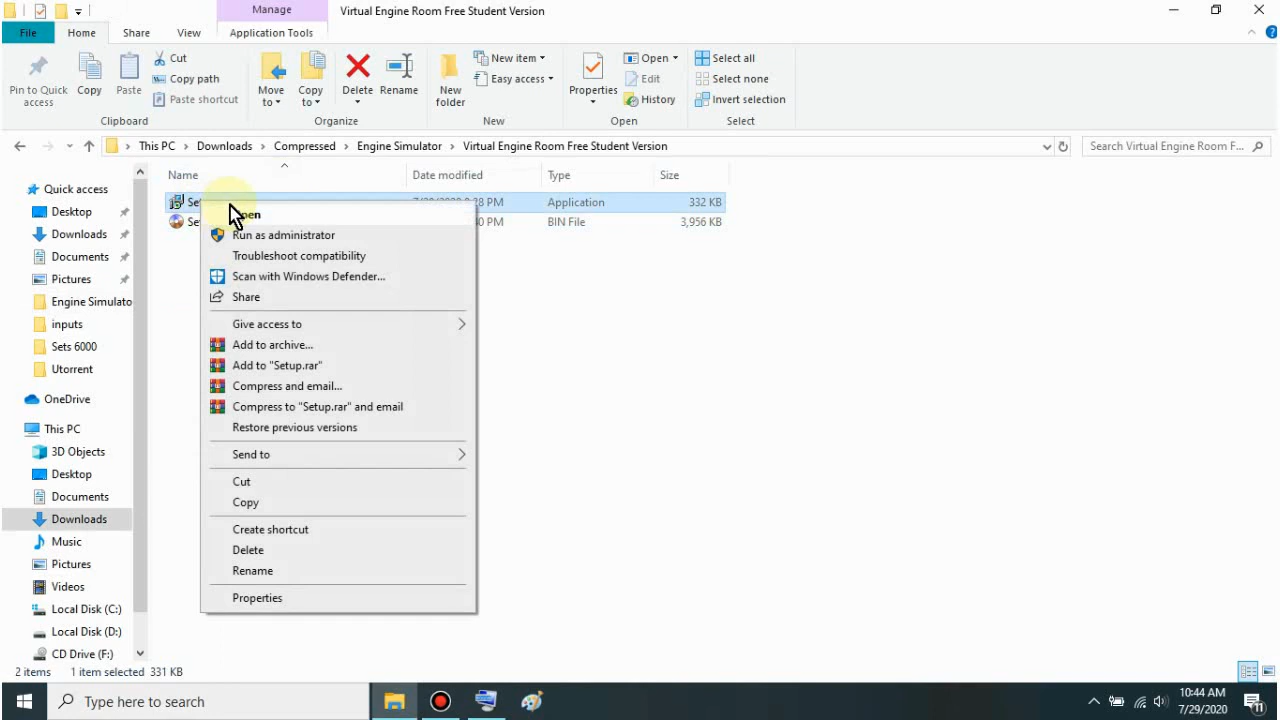 Manage
Virtual Engine Room Free Student Version
File
Home
Share
View
Application Tools
Pin to Quick access
Copy
Paste
Cut
Copy path
Paste shortcut
Clipboard
Move to
Copy to
Delete
Rename
Organize
New folder
New item
Easy access
New
Properties
Open
Edit
History
Open
Select all
Select none
Invert selection
Select
This PC
Downloads
Compressed
Engine Simulator
Virtual Engine Room Free Student Version
Search Virtual Engine Room F...
Name
Date modified
Type
Size
Application
332 KB
BIN File
3,956 KB
Quick access
Desktop
Downloads
Documents
Pictures
Engine Simulato
inputs
Sets 6000
Utorrent
OneDrive
This PC
3D Objects
Desktop
Documents
Downloads
Music
Pictures
Videos
Local Disk (C:)
Local Disk (D:)
CD Drive (F:)
Run as administrator
Troubleshoot compatibility
Scan with Windows Defender...
Share
Give access to
Add to archive...
Add to "Setup.rar"
Compress and email...
Compress to "Setup.rar" and email
Restore previous versions
Send to
Cut
Copy
Create shortcut
Delete
Rename
Properties
2 items
1 item selected 331 KB
Type here to search
10:44 AM
7/29/2020
11